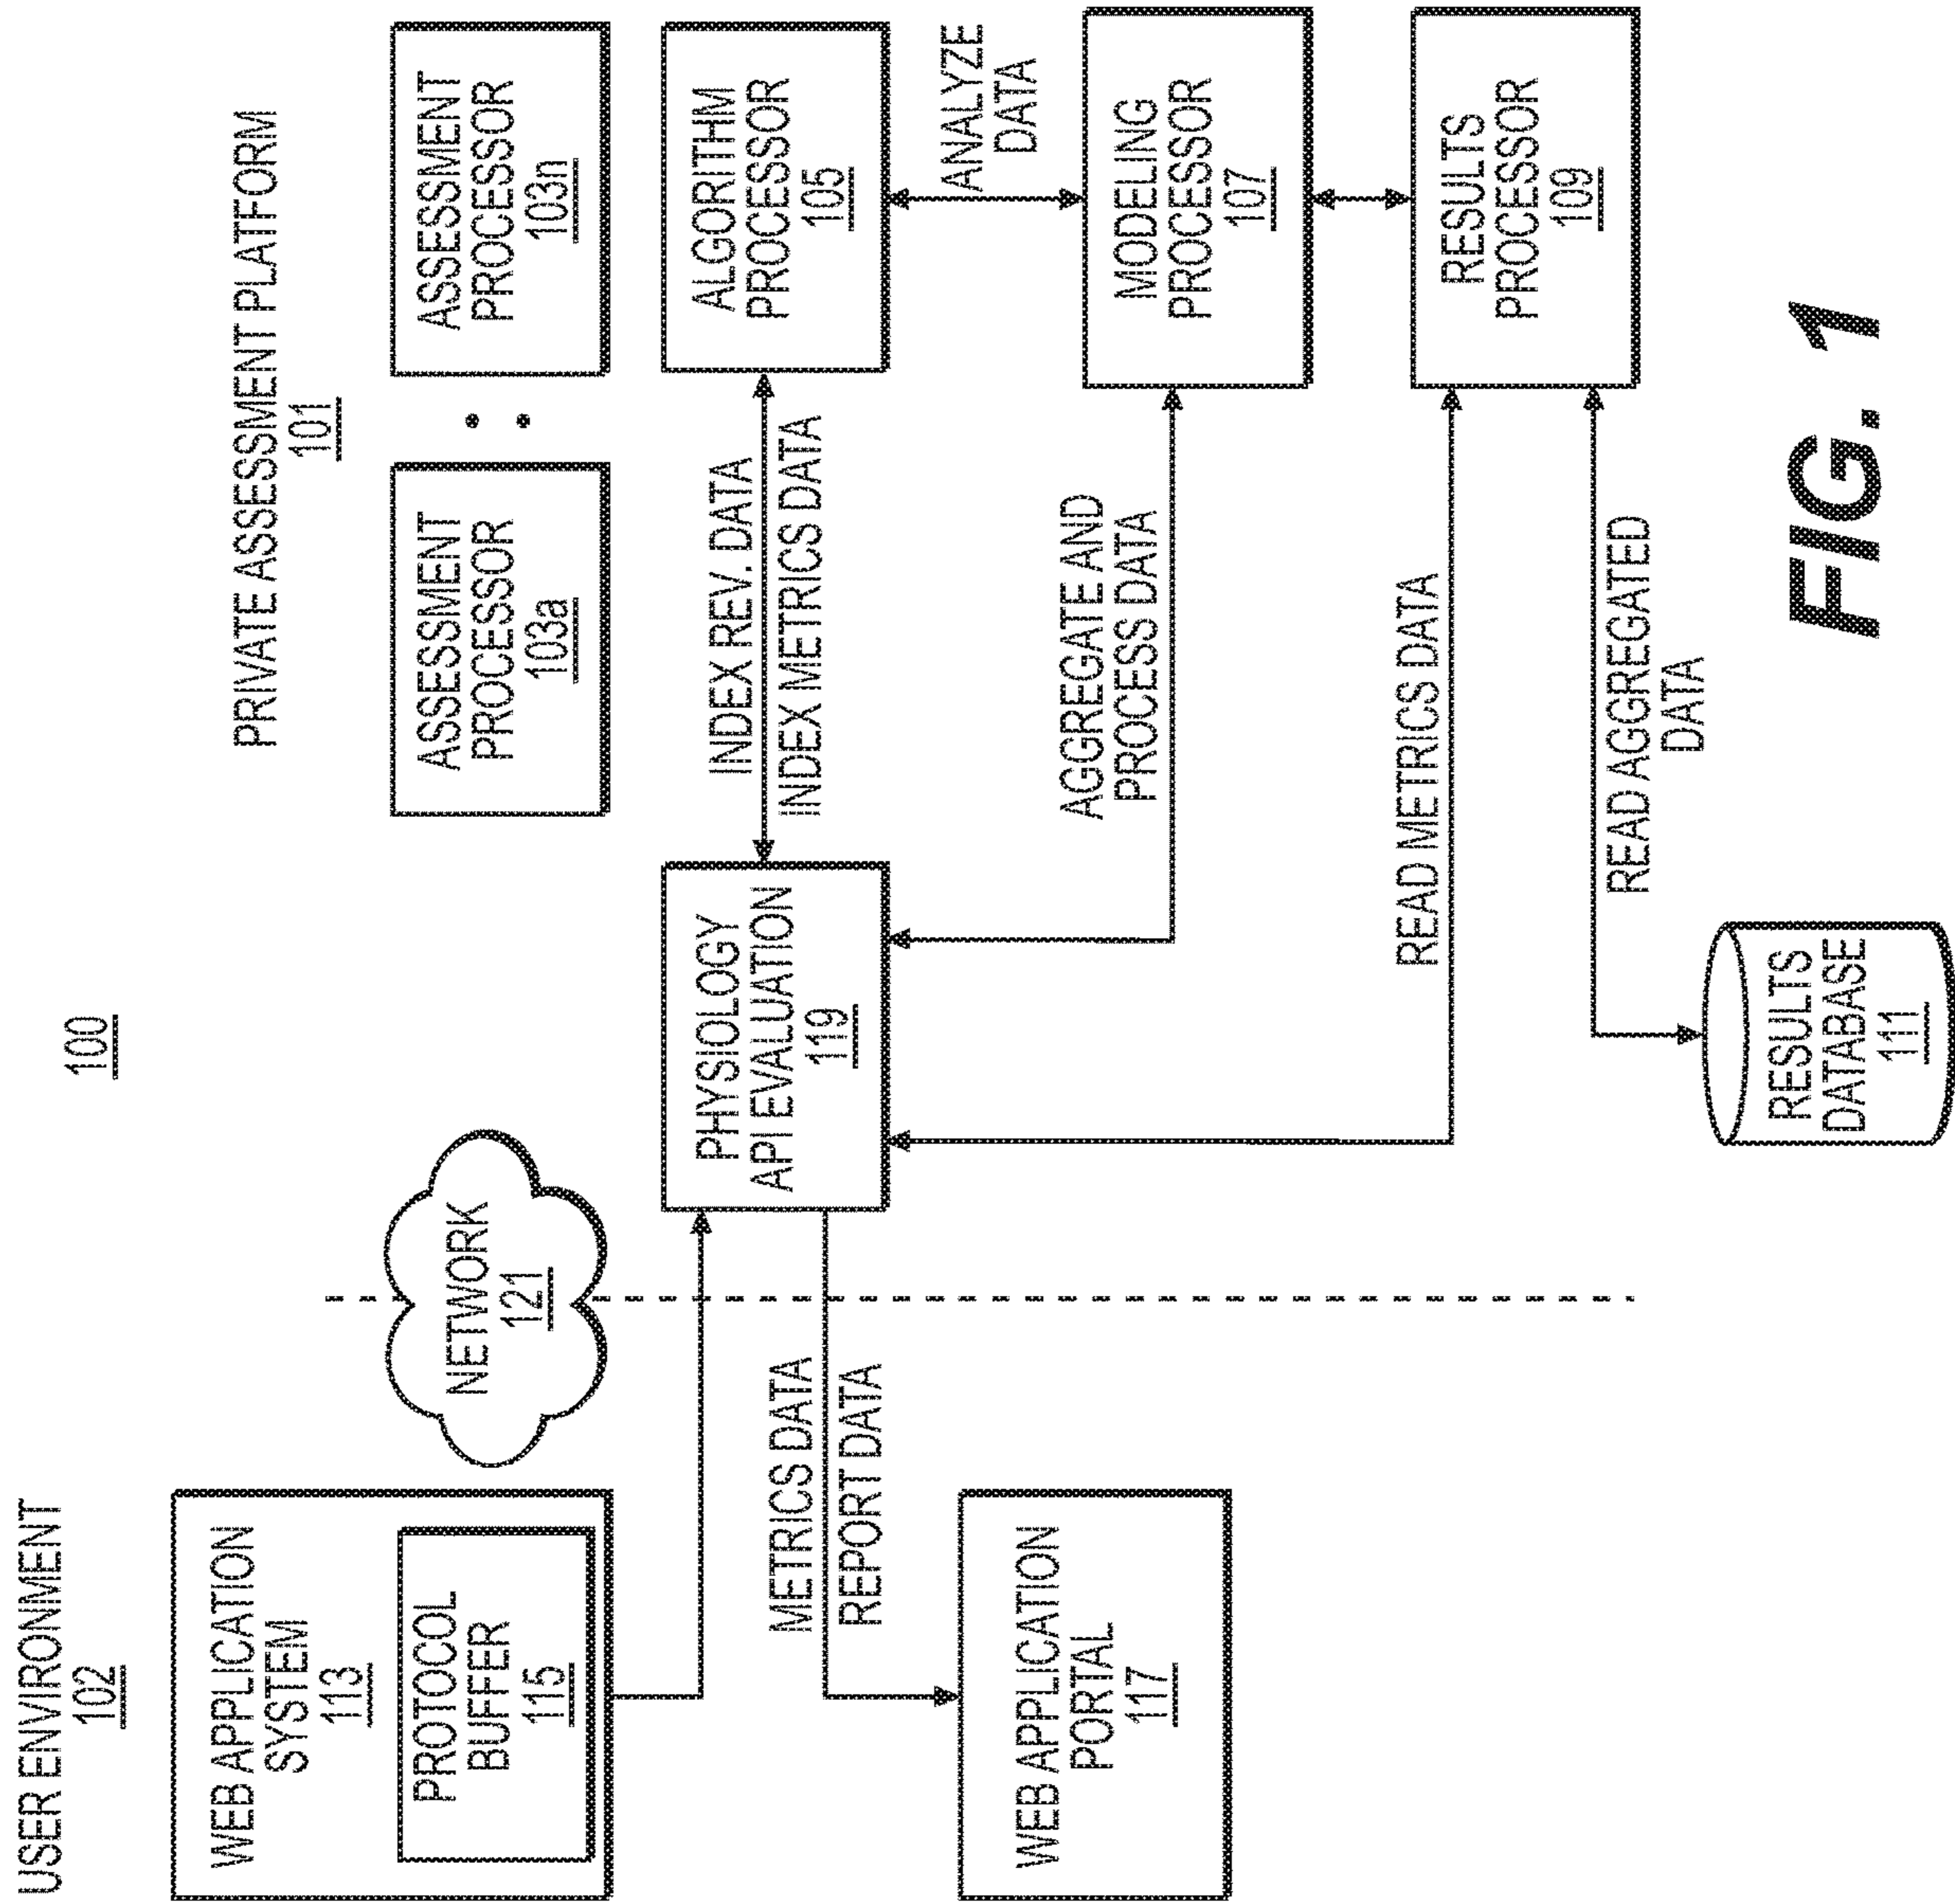 100
USER ENVIRONMENT
102
PRIVATE ASSESSMENT PLATFORM
101
WEB APPLICATION
SYSTEM
113
PROTOCOL
BUFFER
115
NETWORK
121
ASSESSMENT
PROCESSOR
103a
ASSESSMENT
PROCESSOR
103n
PHYSIOLOGY
API EVALUATION
119
INDEX REV. DATA
INDEX METRICS DATA
ALGORITHM
PROCESSOR
105
METRICS DATA
REPORT DATA
ANALYZE
DATA
WEB APPLICATION
PORTAL
117
AGGREGATE AND
PROCESS DATA
MODELING
PROCESSOR
107
READ METRICS DATA
RESULTS
PROCESSOR
109
READ AGGREGATED
DATA
RESULTS
DATABASE
111
FIG. 1